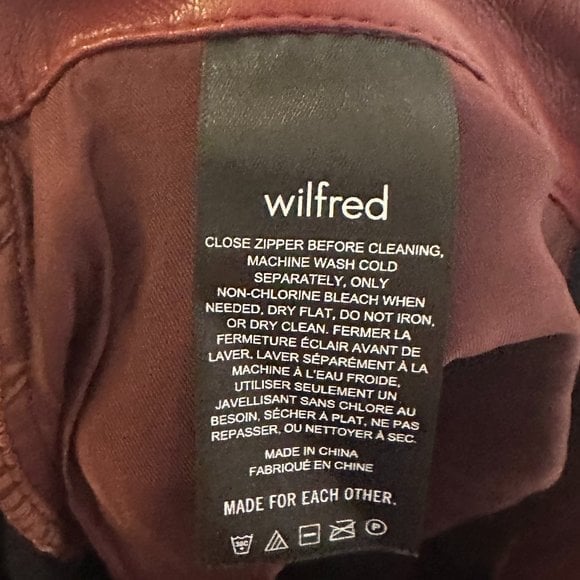 wilfred
CLOSE ZIPPER BEFORE CLEANING,
MACHINE WASH COLD
SEPARATELY, ONLY
NON-CHLORINE BLEACH WHEN
NEEDED, DRY FLAT, DO NOT IRON,
OR DRY CLEAN. FERMER LA
FERMETURE ÉCLAIR AVANT DE
LAVER, LAVER SÉPARÉMENT À LA
MACHINE À L'EAU FROIDE,
UTILISER SEULEMENT UN
JAVELLISANT SANS CHLORE AU
BESOIN, SÉCHER À PLAT, NE PAS
REPASSER, OU NETTOYER À SEC.
MADE IN CHINA
FABRIQUÉ EN CHINE
MADE FOR EACH OTHER.
30C P